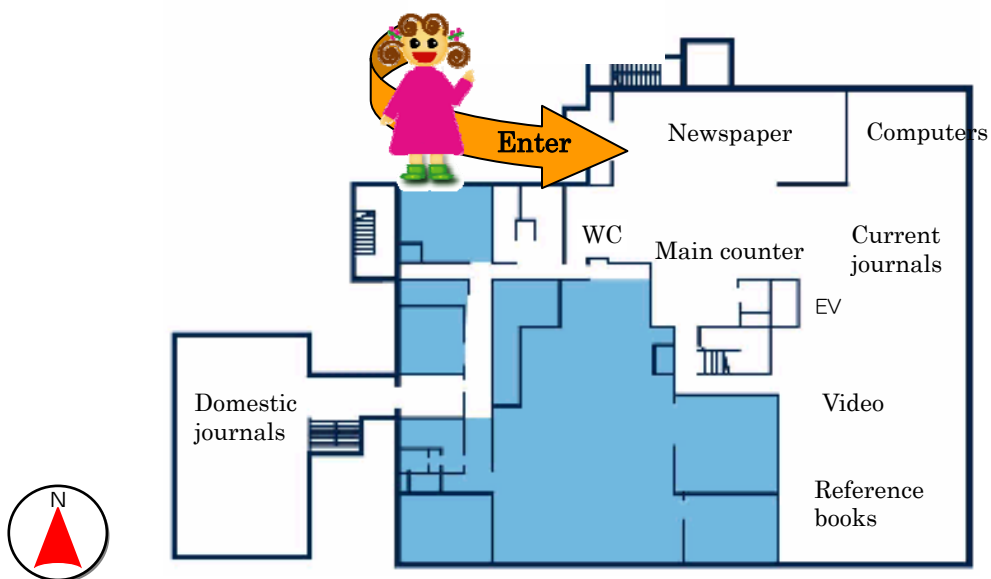 Enter
Newspaper
Computers
WC
Main counter
Current
journals
EV
Domestic
journals
Video
Reference
books
N